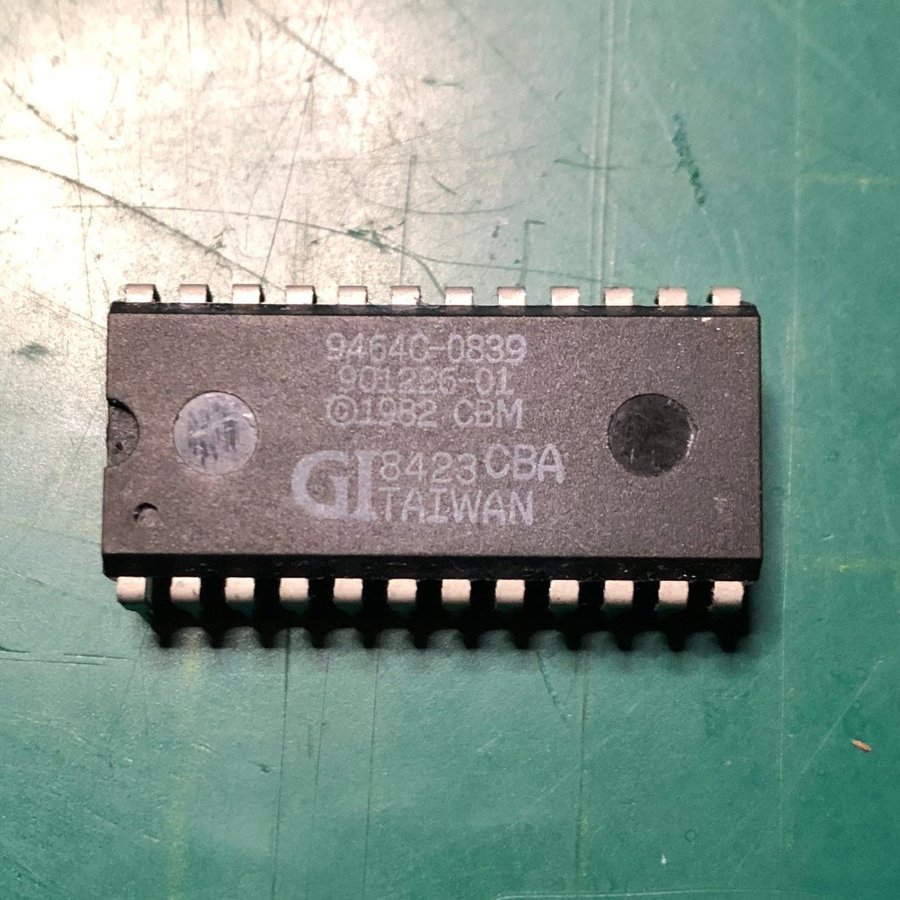 9464C-0839
901226-01
©1982 CBM
GI 8423 CBA
TAIWAN